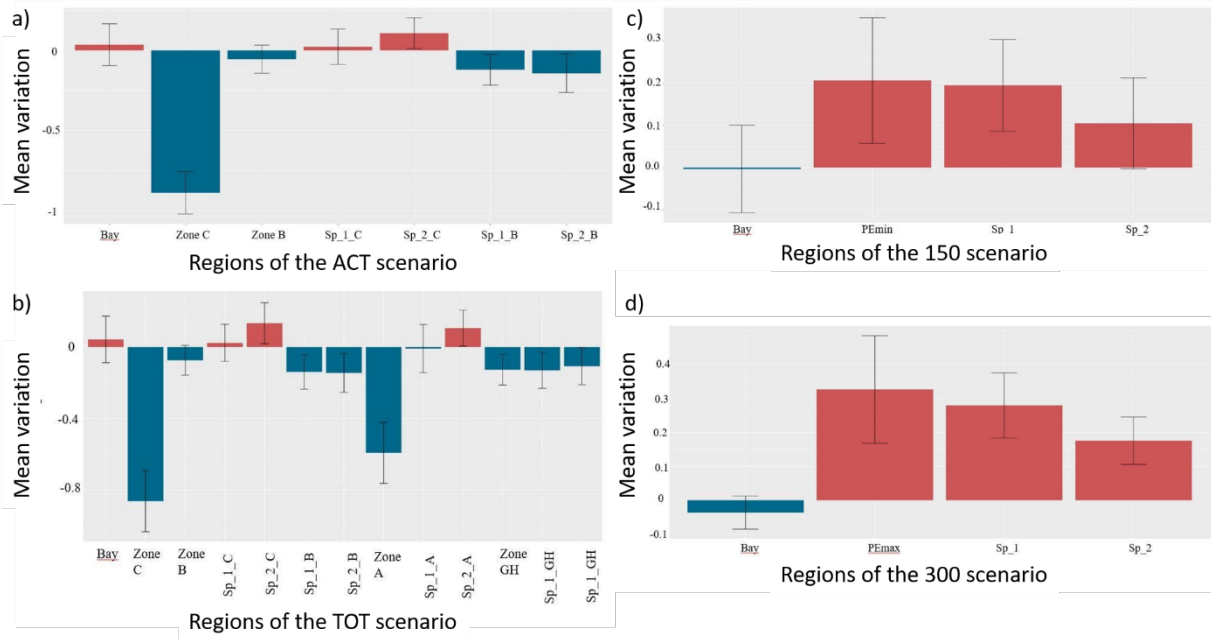 a)
Mean variation
0
-0.5
-1
Bay
Zone C
Zone B
Sp_1_C
Sp_2_C
Sp_1_B
Sp_2_B
Regions of the ACT scenario
b)
Mean variation
0
-0.4
-0.8
Bay
Zone
C
Zone
B
Sp_1_C
Sp_2_C
Sp_1_B
Sp_2_B
Zone
A
Sp_1_A
Sp_2_A
Zone
GH
Sp_1_GH
Sp_1_GH
Regions of the TOT scenario
c)
Mean variation
0.3
0.2
0.1
0.0
-0.1
Bay
PEmin
Sp_1
Sp_2
Regions of the 150 scenario
d)
Mean variation
0.4
0.3
0.2
0.1
0
-0.1
Bay
PEmax
Sp_1
Sp_2
Regions of the 300 scenario